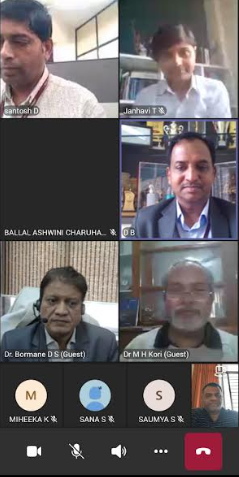 santosh D
Janhavi T
BALLAL ASHWINI CHARUHA...
D B
Dr. Bormane D S (Guest)
Dr M H Kori (Guest)
M
S
MIHEEKA K
SANA S
SAUMYA S